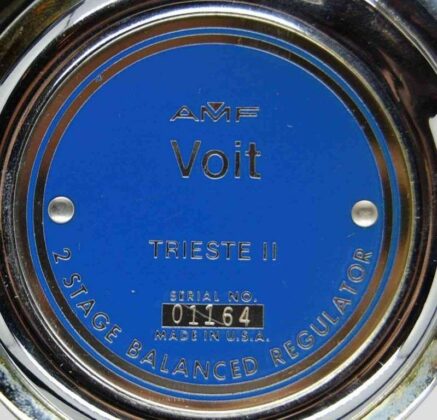 AMF
Voit
TRIESTE II
SERIAL NO.
01164
MADE IN U.S.A.
2 STAGE BALANCED REGULATOR